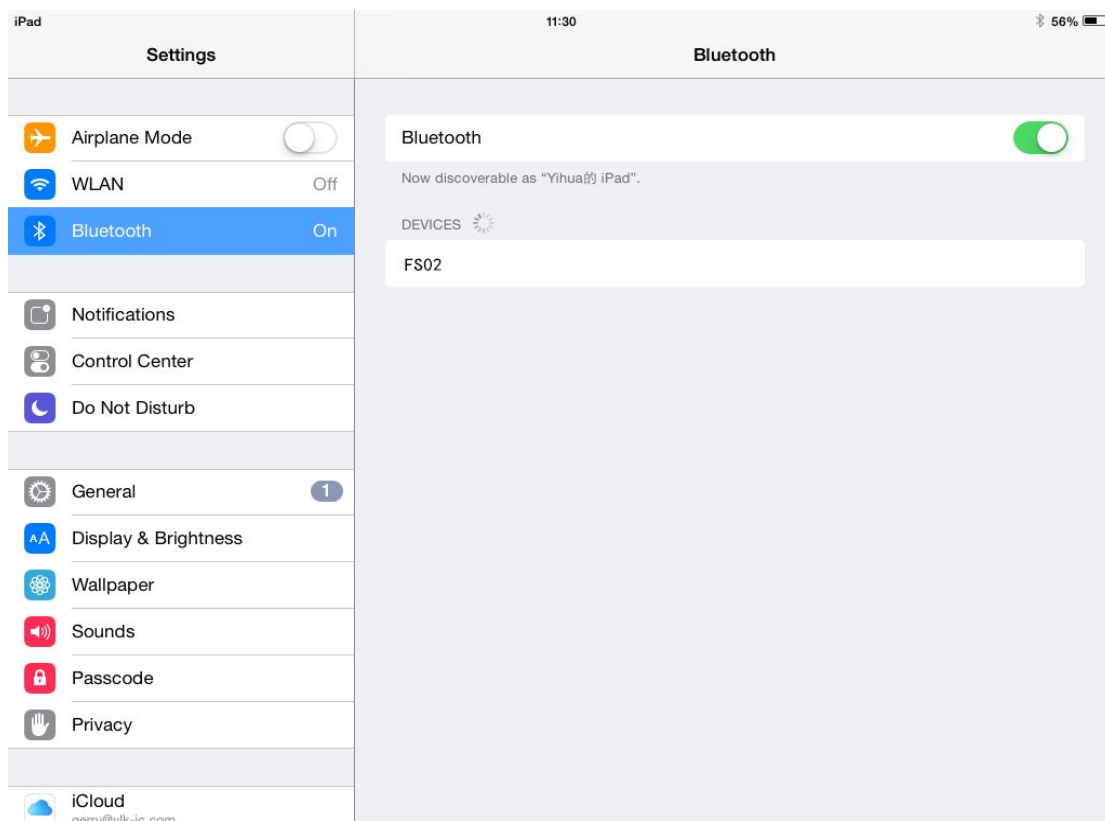 iPad 11:30 56%
Settings
Bluetooth
Airplane Mode
WLAN Off
Bluetooth On
Notifications
Control Center
Do Not Disturb
General 1
AA Display & Brightness
Wallpaper
Sounds
Passcode
Privacy
iCloud
Bluetooth
Now discoverable as “Yihua的 iPad”.
DEVICES
FS02